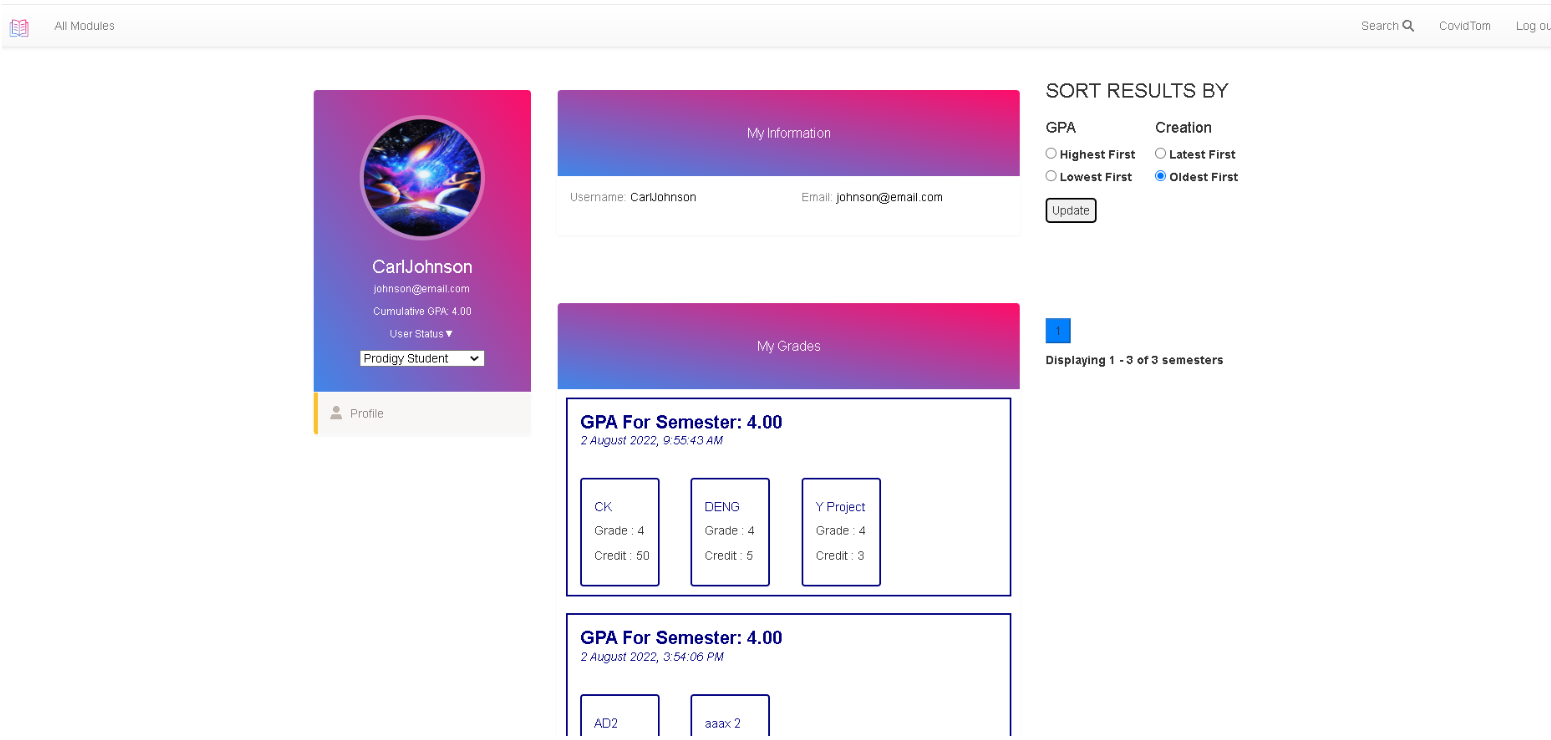 All Modules
Search
CovidTom
Log ou
CarlJohnson
johnson@email.com
Cumulative GPA: 4.00
User Status▼
Prodigy Student
Profile
My Information
Username: CarlJohnson
Email: johnson@email.com
My Grades
GPA For Semester: 4.00
2 August 2022, 9:55:43 AM
CK
Grade : 4
Credit : 50
DENG
Grade : 4
Credit : 5
Y Project
Grade : 4
Credit : 3
GPA For Semester: 4.00
2 August 2022, 3:54:06 PM
AD2
aaax 2
SORT RESULTS BY
GPA
Highest First
Lowest First
Creation
Latest First
Oldest First
Update
1
Displaying 1 - 3 of 3 semesters